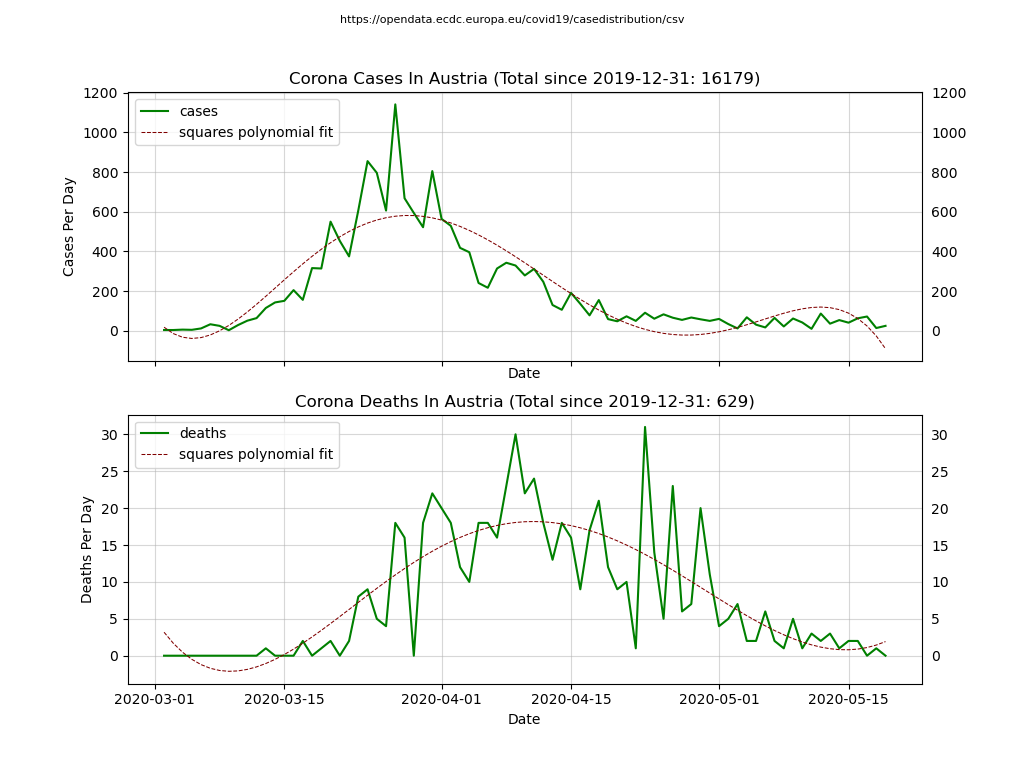 https://opendata.ecdc.europa.eu/covid19/casedistribution/csv
Corona Cases In Austria (Total since 2019-12-31: 16179)
cases
squares polynomial fit
Cases Per Day
1200 1200
1000 1000
800 800
600 600
400 400
200 200
0 0
Date
Corona Deaths In Austria (Total since 2019-12-31: 629)
deaths
squares polynomial fit
Deaths Per Day
30 30
25 25
20 20
15 15
10 10
5 5
0 0
2020-03-01 2020-03-15 2020-04-01 2020-04-15 2020-05-01 2020-05-15
Date